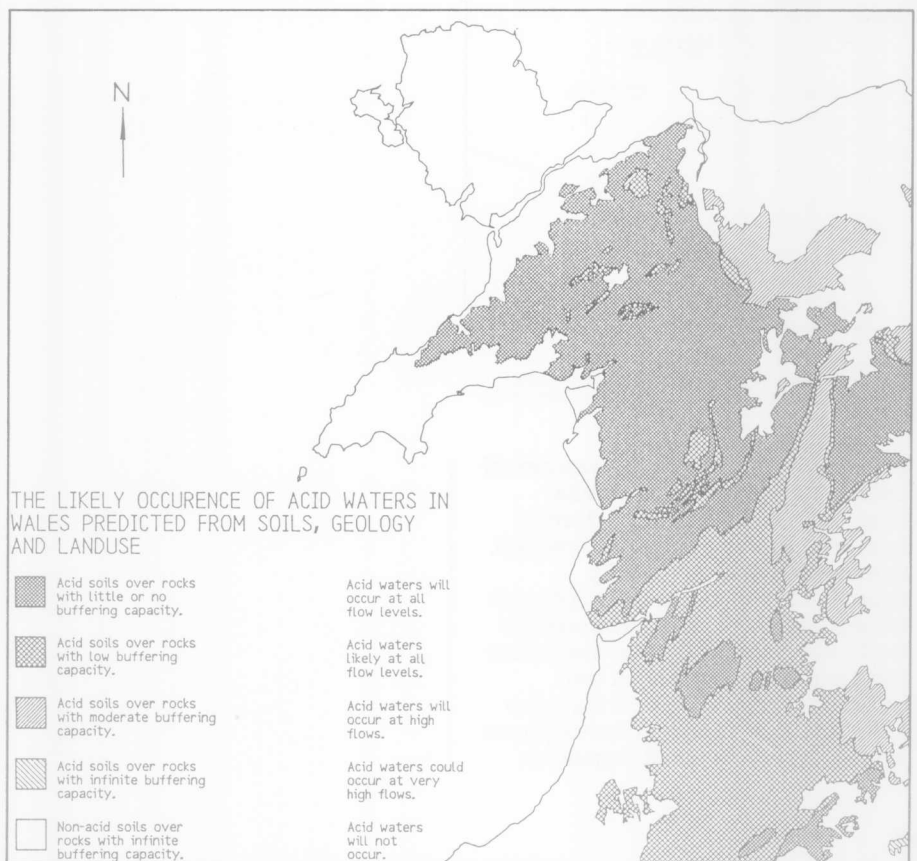 N
THE LIKELY OCCURENCE OF ACID WATERS IN
WALES PREDICTED FROM SOILS, GEOLOGY
AND LANDUSE
Acid soils over rocks
with little or no
buffering capacity.
Acid waters will
occur at all
flow levels.
Acid soils over rocks
with low buffering
capacity.
Acid waters
likely at all
flow levels.
Acid soils over rocks
with moderate buffering
capacity.
Acid waters will
occur at high
flows.
Acid soils over rocks
with infinite buffering
capacity.
Acid waters could
occur at very
high flows.
Non-acid soils over
rocks with infinite
buffering capacity.
Acid waters
will not
occur.